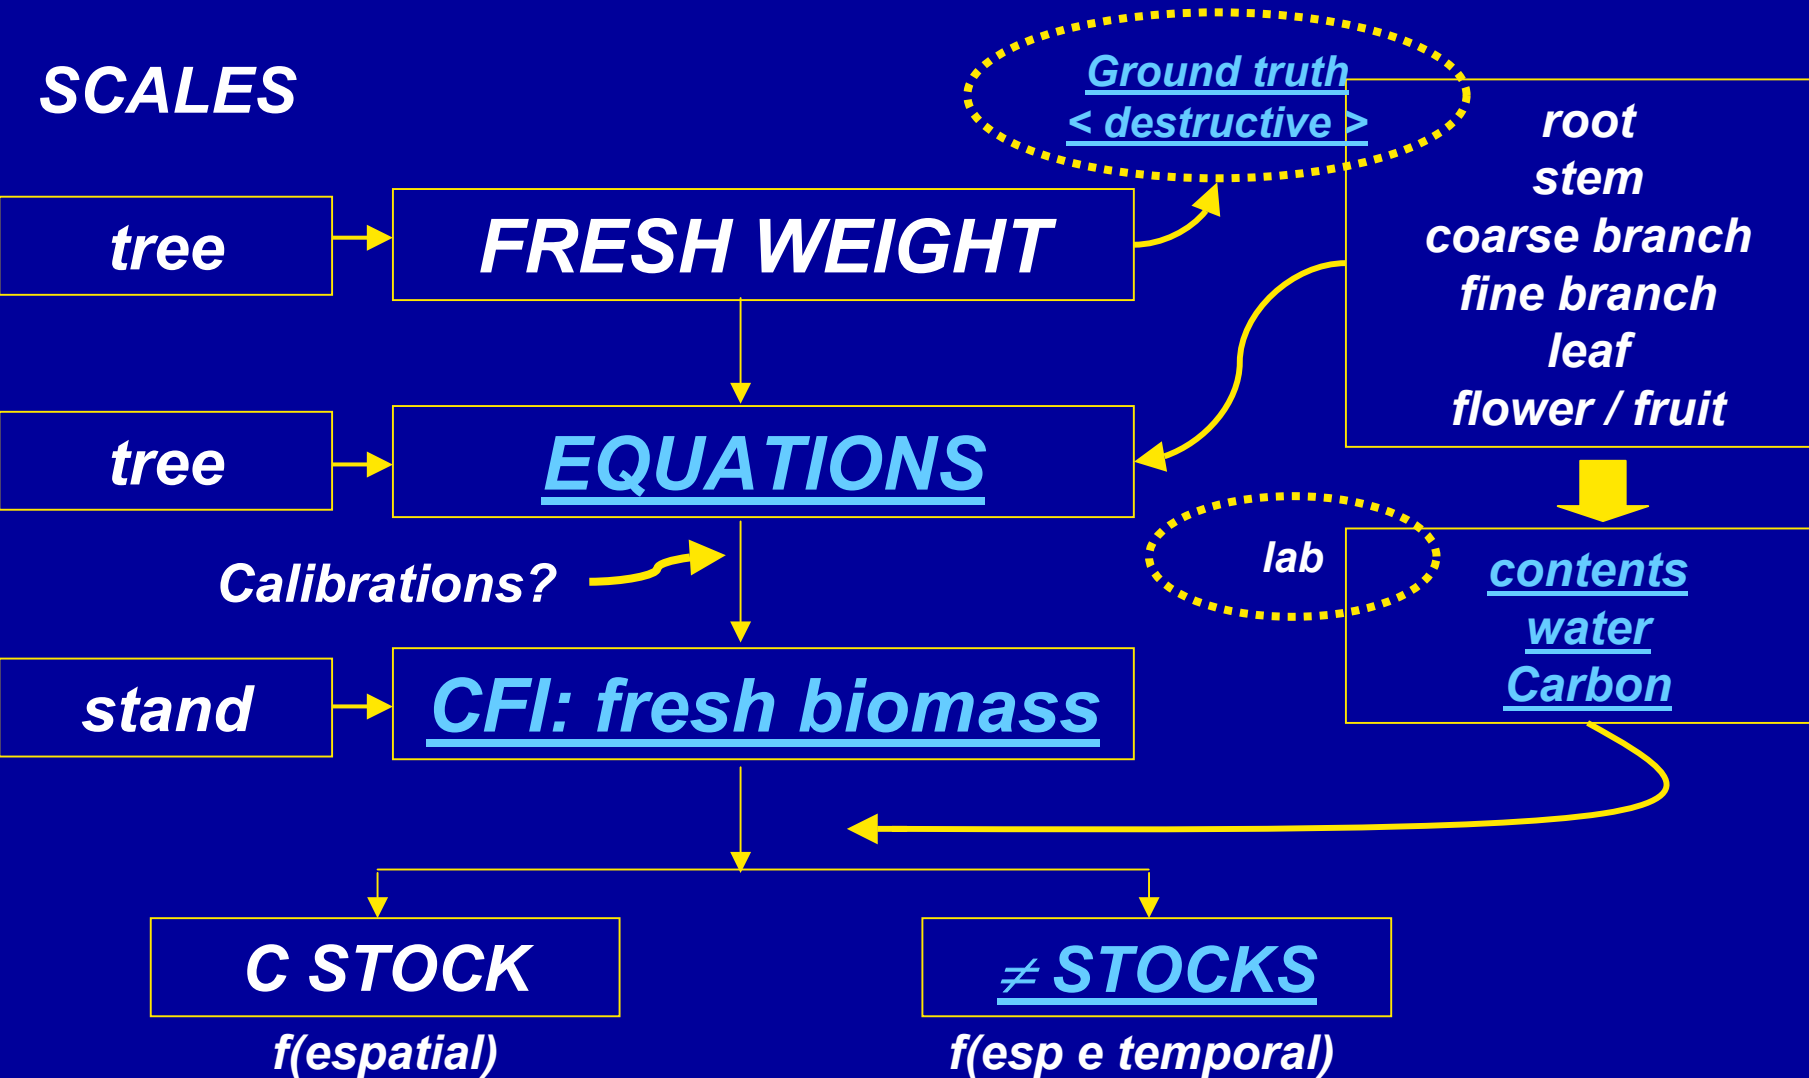 SCALES
Ground truth
< destructive >
root
stem
coarse branch
fine branch
leaf
flower / fruit
tree
FRESH WEIGHT
tree
EQUATIONS
Calibrations?
lab
contents
water
Carbon
stand
CFI: fresh biomass
C STOCK
≠ STOCKS
f(espatial)
f(esp e temporal)